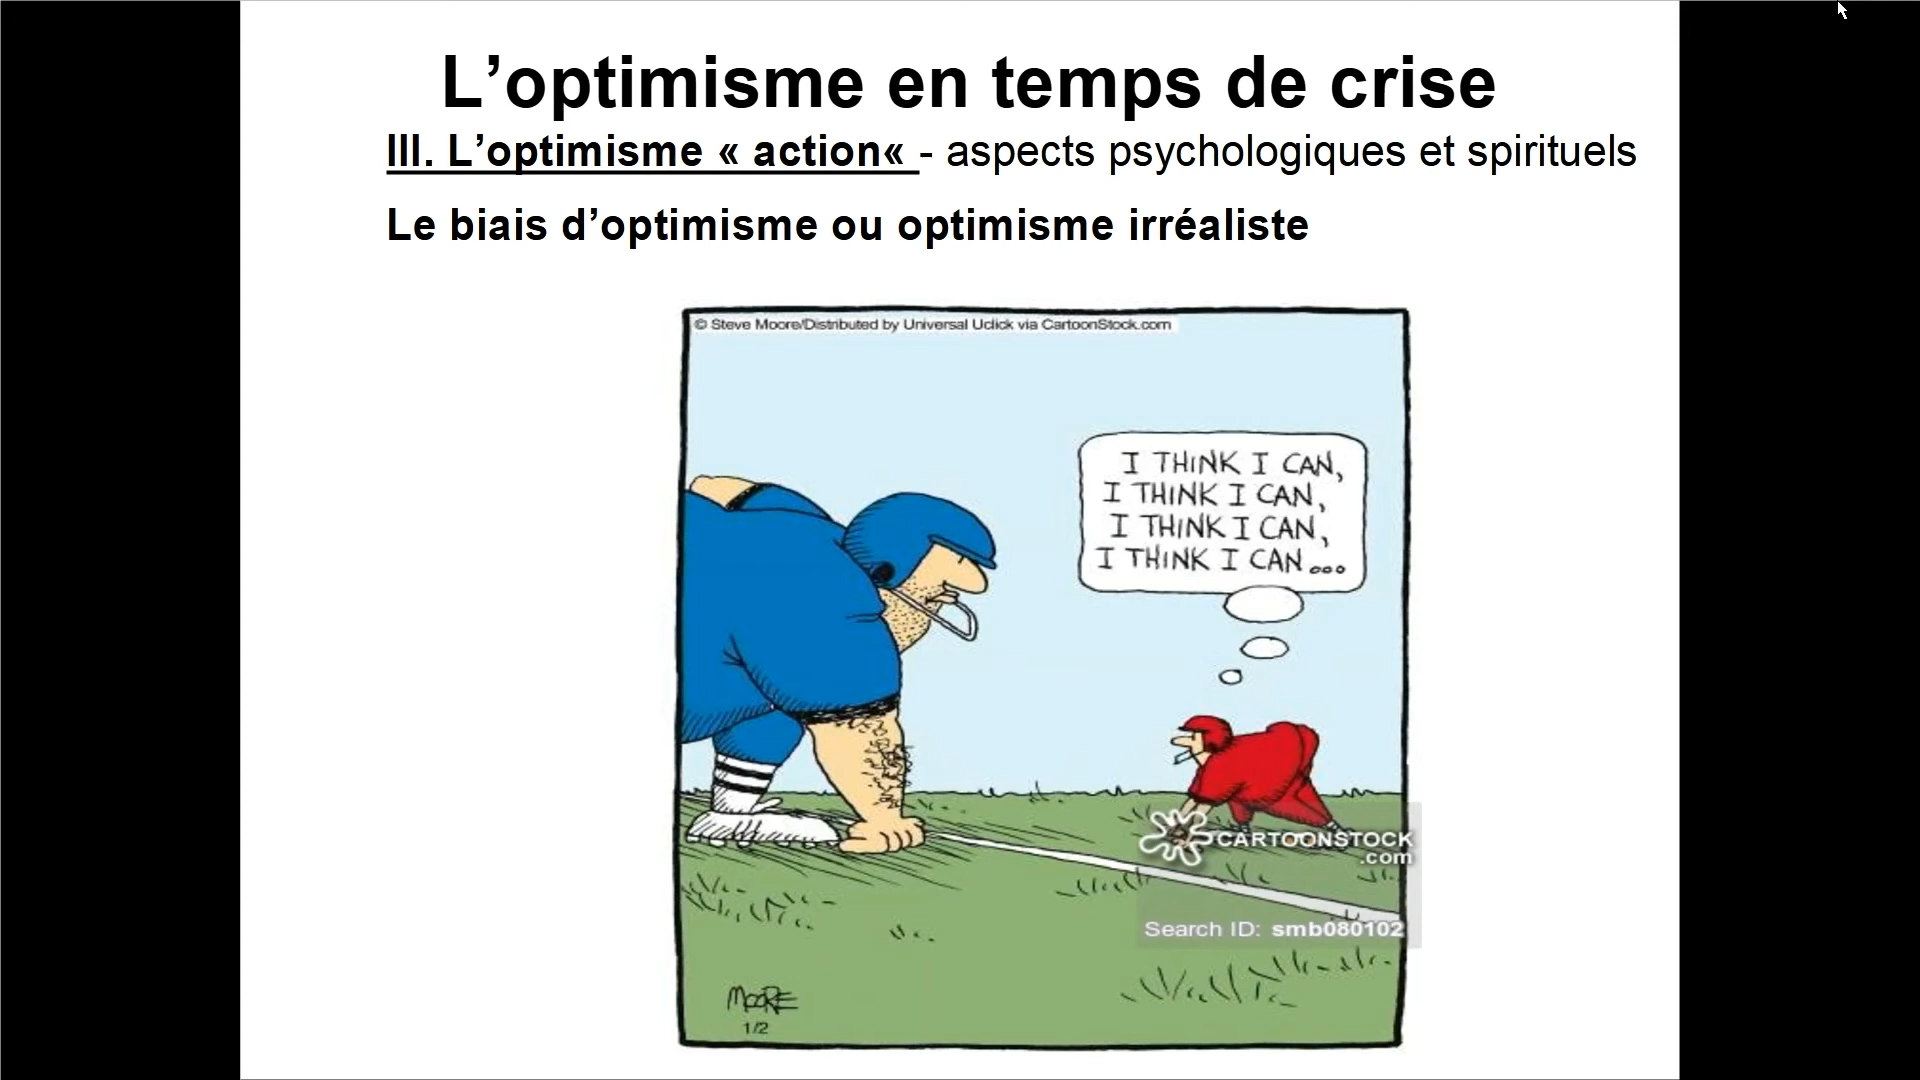 L’optimisme en temps de crise
III. L’optimisme « action« - aspects psychologiques et spirituels
Le biais d’optimisme ou optimisme irréaliste
© Steve Moore/Distributed by Universal Uclick via CartoonStock.com
I THINK I CAN,
I THINK I CAN,
I THINK I CAN,
I THINK I CAN...
CARTOONSTOCK
.com
Search ID: smb080102
MOORE
1/2